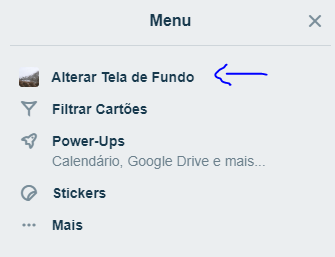 Menu
Alterar Tela de Fundo
Filtrar Cartões
Power-Ups
Calendário, Google Drive e mais...
Stickers
Mais